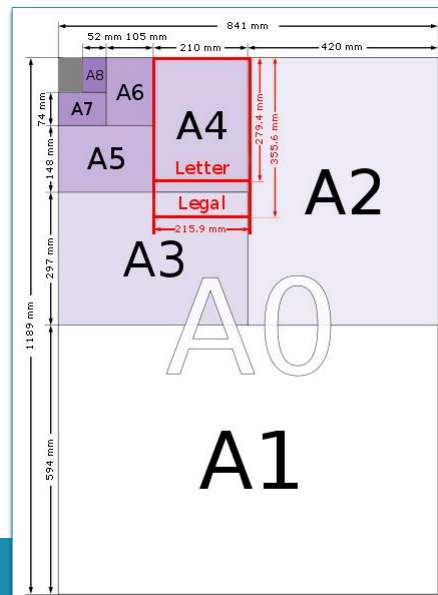 841 mm
52 mm 105 mm
210 mm
420 mm
A8
A7
A6
A5
A4
Letter
Legal
215.9 mm
279.4 mm
355.6 mm
A2
A3
A0
A1
74 mm
148 mm
297 mm
594 mm
1189 mm